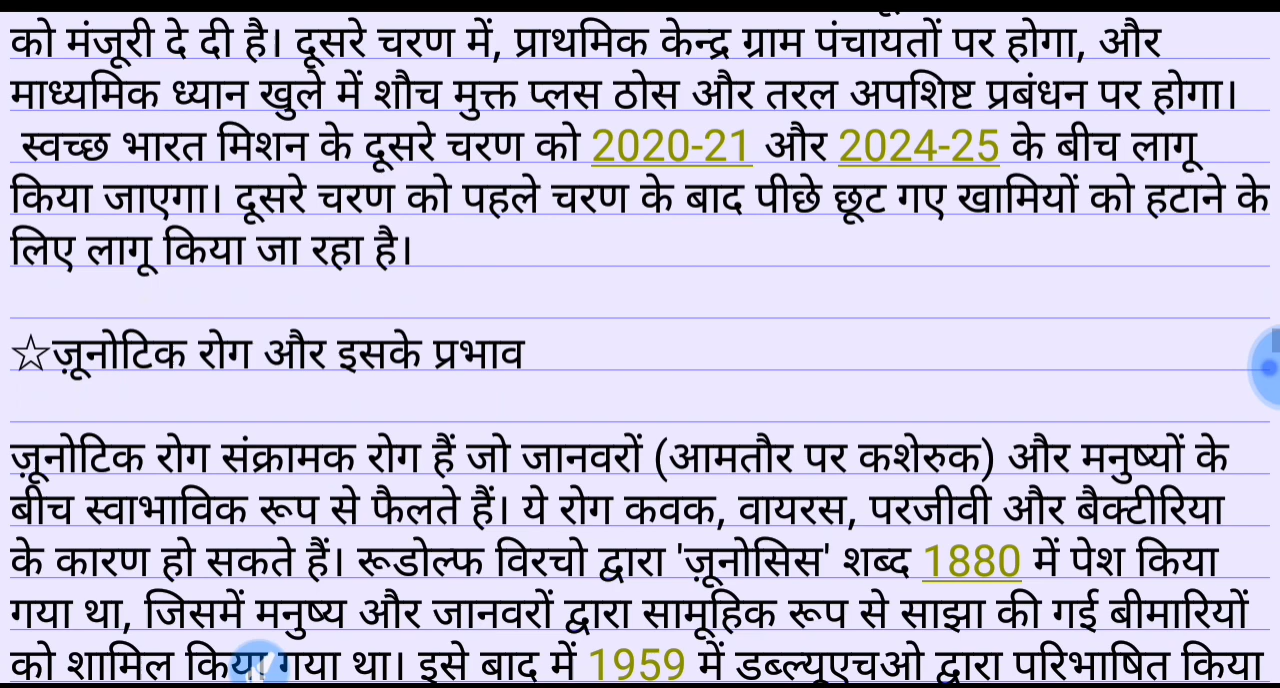 को मंजूरी दे दी है। दूसरे चरण में, प्राथमिक केन्द्र ग्राम पंचायतों पर होगा, और
माध्यमिक ध्यान खुले में शौच मुक्त प्लस ठोस और तरल अपशिष्ट प्रबंधन पर होगा।
स्वच्छ भारत मिशन के दूसरे चरण को 2020-21 और 2024-25 के बीच लागू
किया जाएगा। दूसरे चरण को पहले चरण के बाद पीछे छूट गए खामियों को हटाने के
लिए लागू किया जा रहा है।
☆ज़ूनोटिक रोग और इसके प्रभाव
ज़ूनोटिक रोग संक्रामक रोग हैं जो जानवरों (आमतौर पर कशेरुक) और मनुष्यों के
बीच स्वाभाविक रूप से फैलते हैं। ये रोग कवक, वायरस, परजीवी और बैक्टीरिया
के कारण हो सकते हैं। रूडोल्फ विरचो द्वारा 'ज़ूनोसिस' शब्द 1880 में पेश किया
गया था, जिसमें मनुष्य और जानवरों द्वारा सामूहिक रूप से साझा की गई बीमारियों
को शामिल किया गया था। इसे बाद में 1959 में डब्ल्यूएचओ द्वारा परिभाषित किया